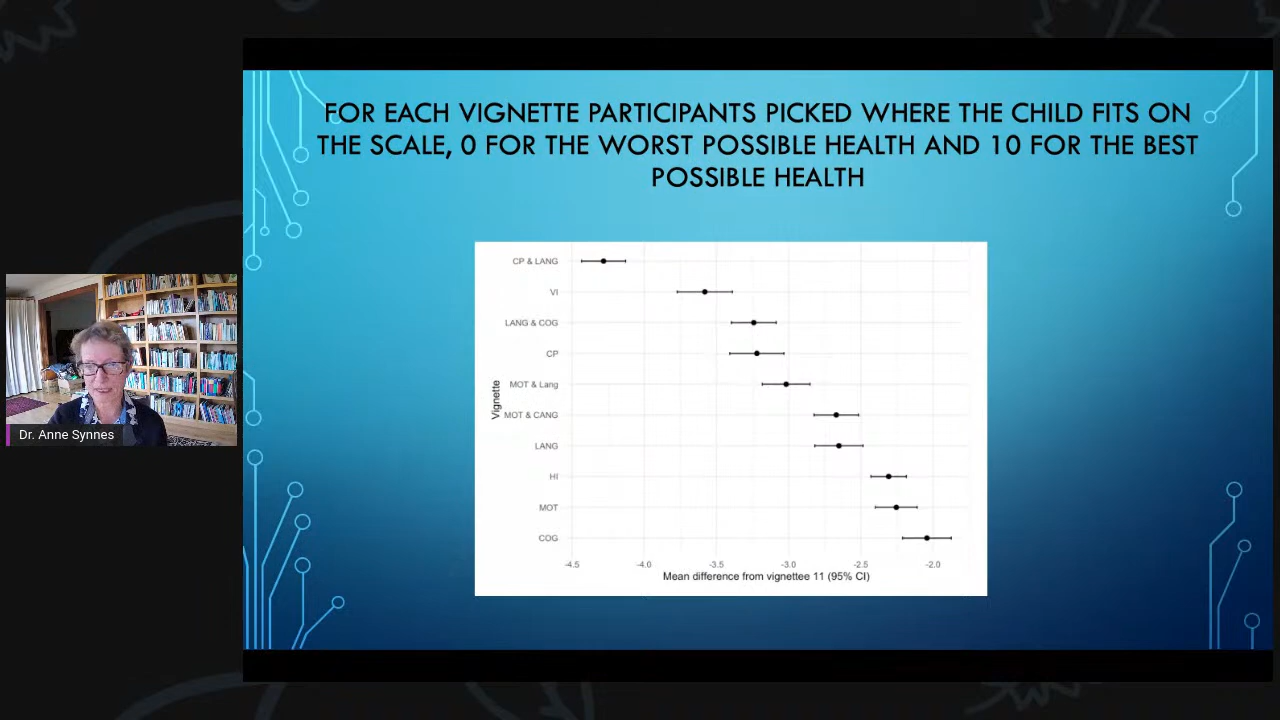 FOR EACH VIGNETTE PARTICIPANTS PICKED WHERE THE CHILD FITS ON
THE SCALE, 0 FOR THE WORST POSSIBLE HEALTH AND 10 FOR THE BEST
POSSIBLE HEALTH
CP & LANG
VI
LANG & COG
CP
MOT & Lang
Vignette
MOT & CANG
LANG
HI
MOT
COG
-4.5 -4.0 -3.5 -3.0 -2.5 -2.0
Mean difference from vignettee 11 (95% CI)
Dr. Anne Synnes